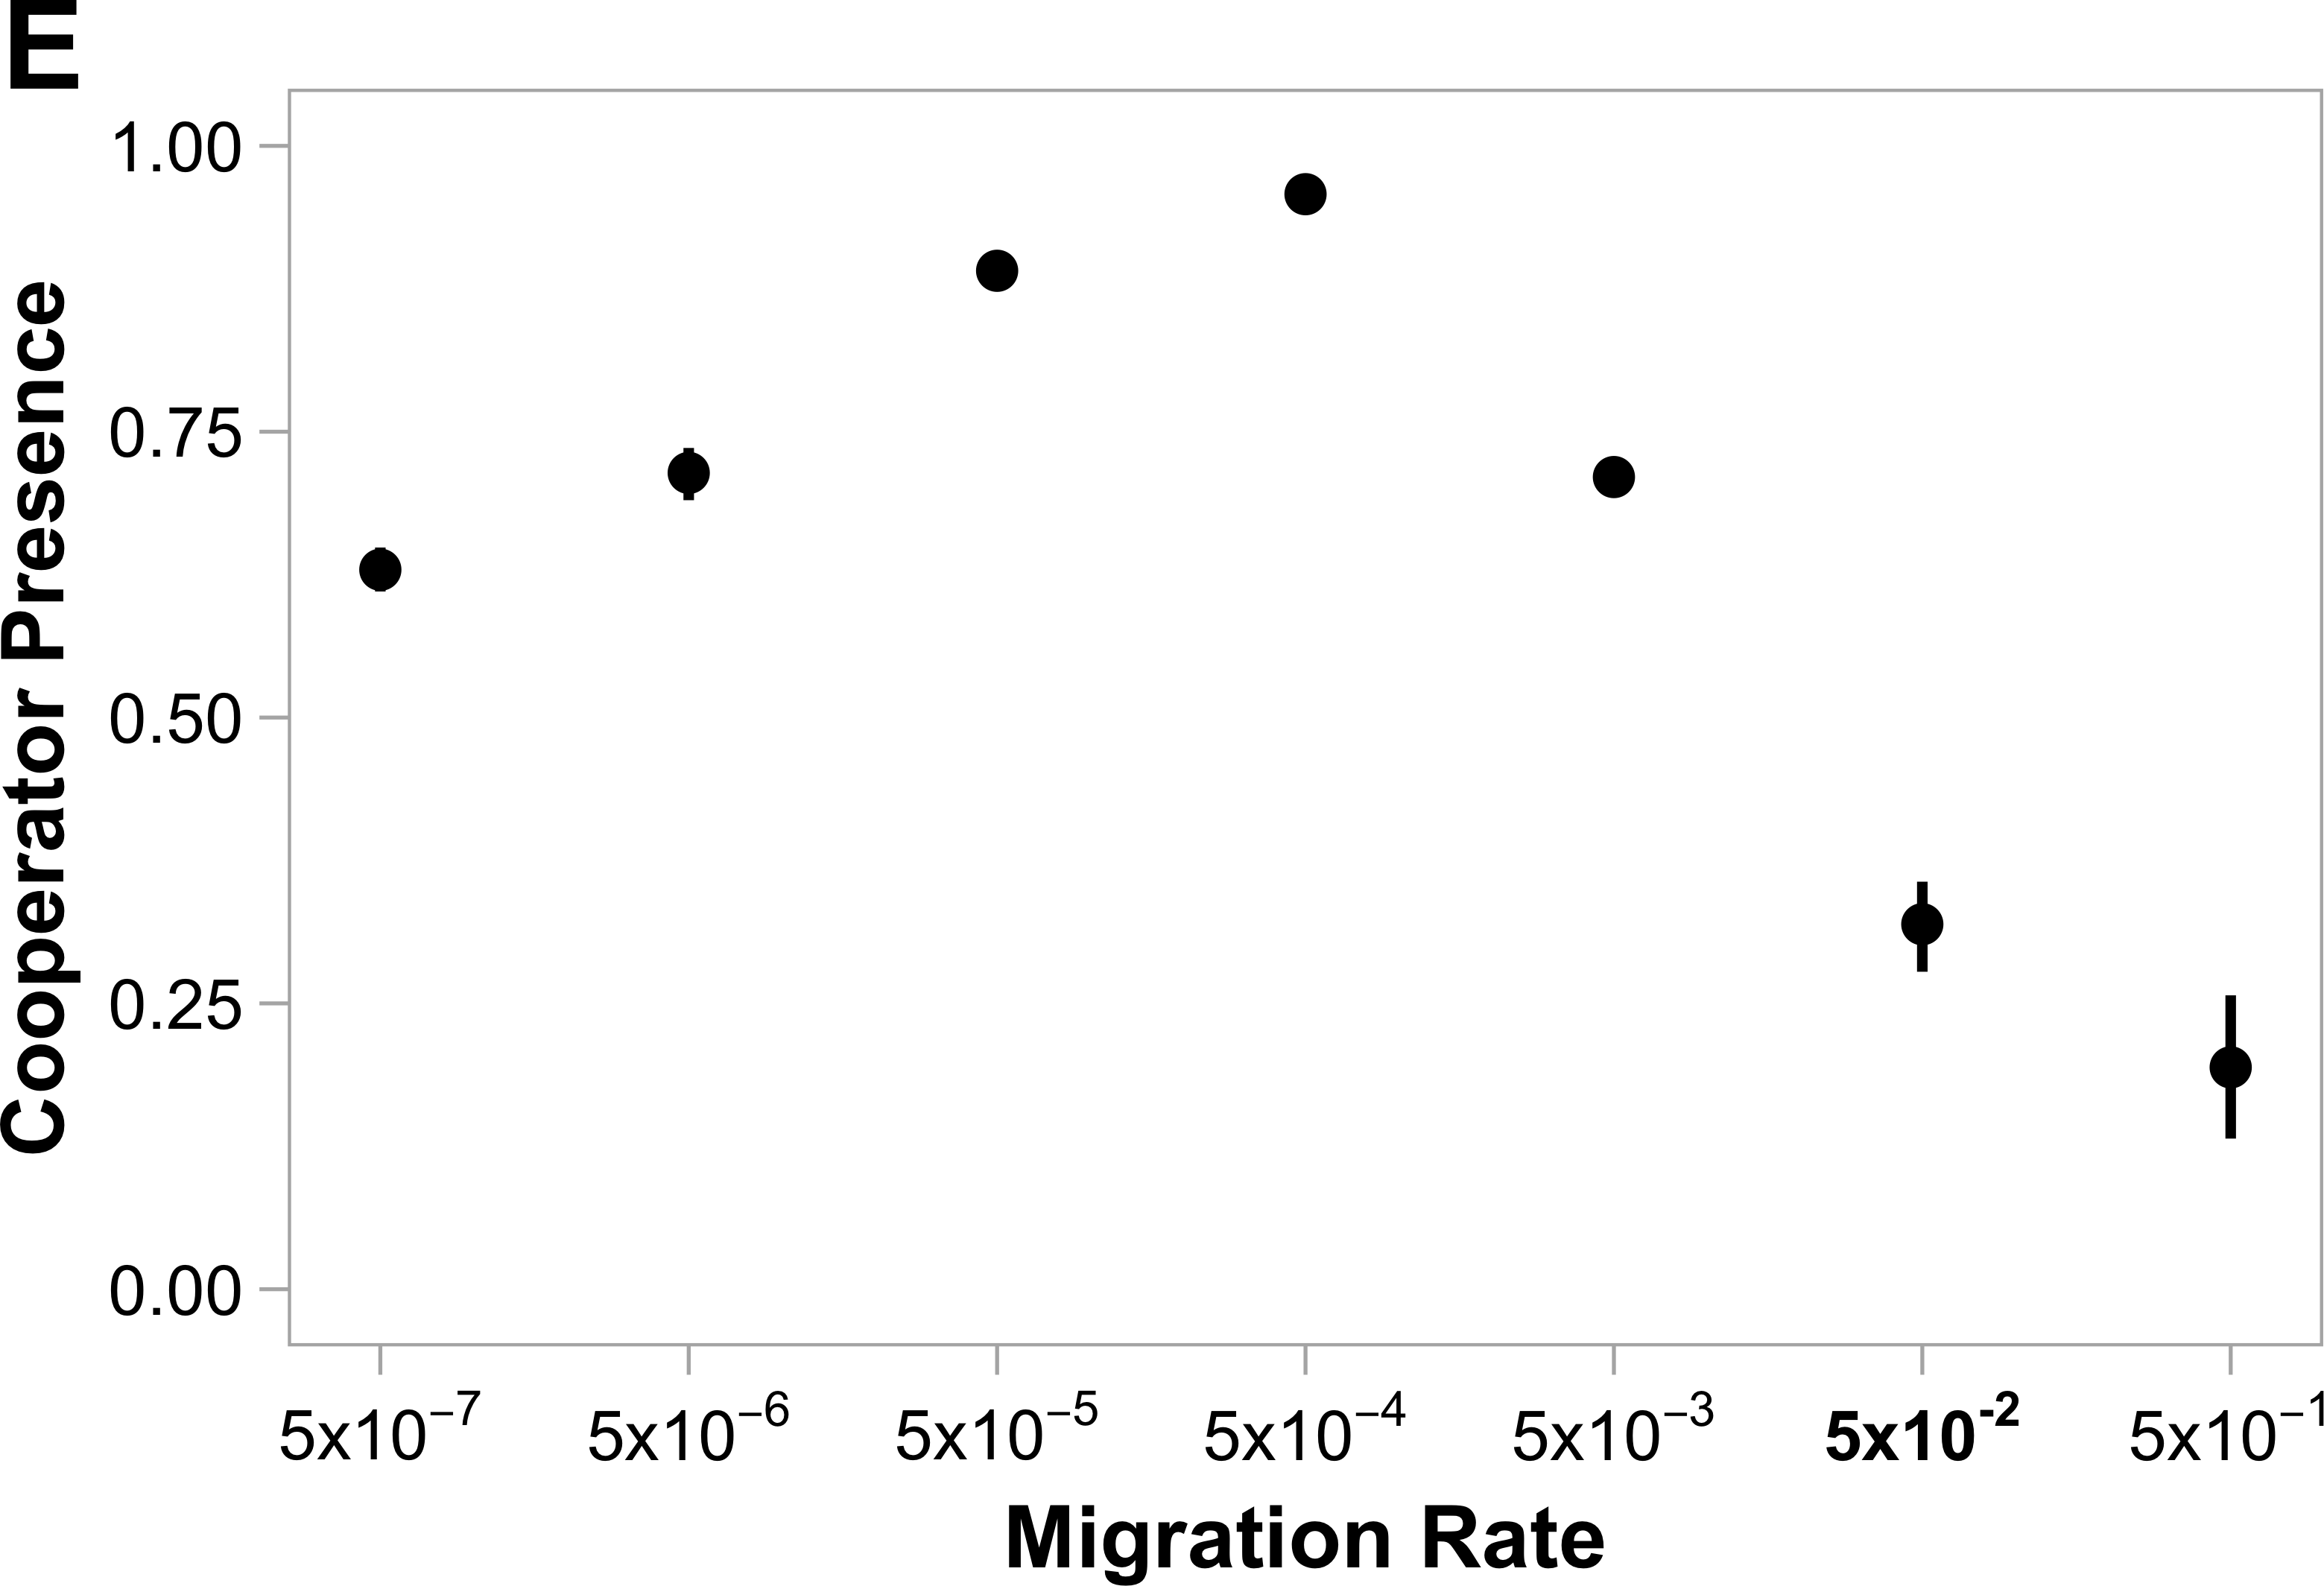 E
Cooperator Presence
1.00
0.75
0.50
0.25
0.00
5x10⁻⁷ 5x10⁻⁶ 5x10⁻⁵ 5x10⁻⁴ 5x10⁻³ 5x10⁻² 5x10⁻¹
Migration Rate